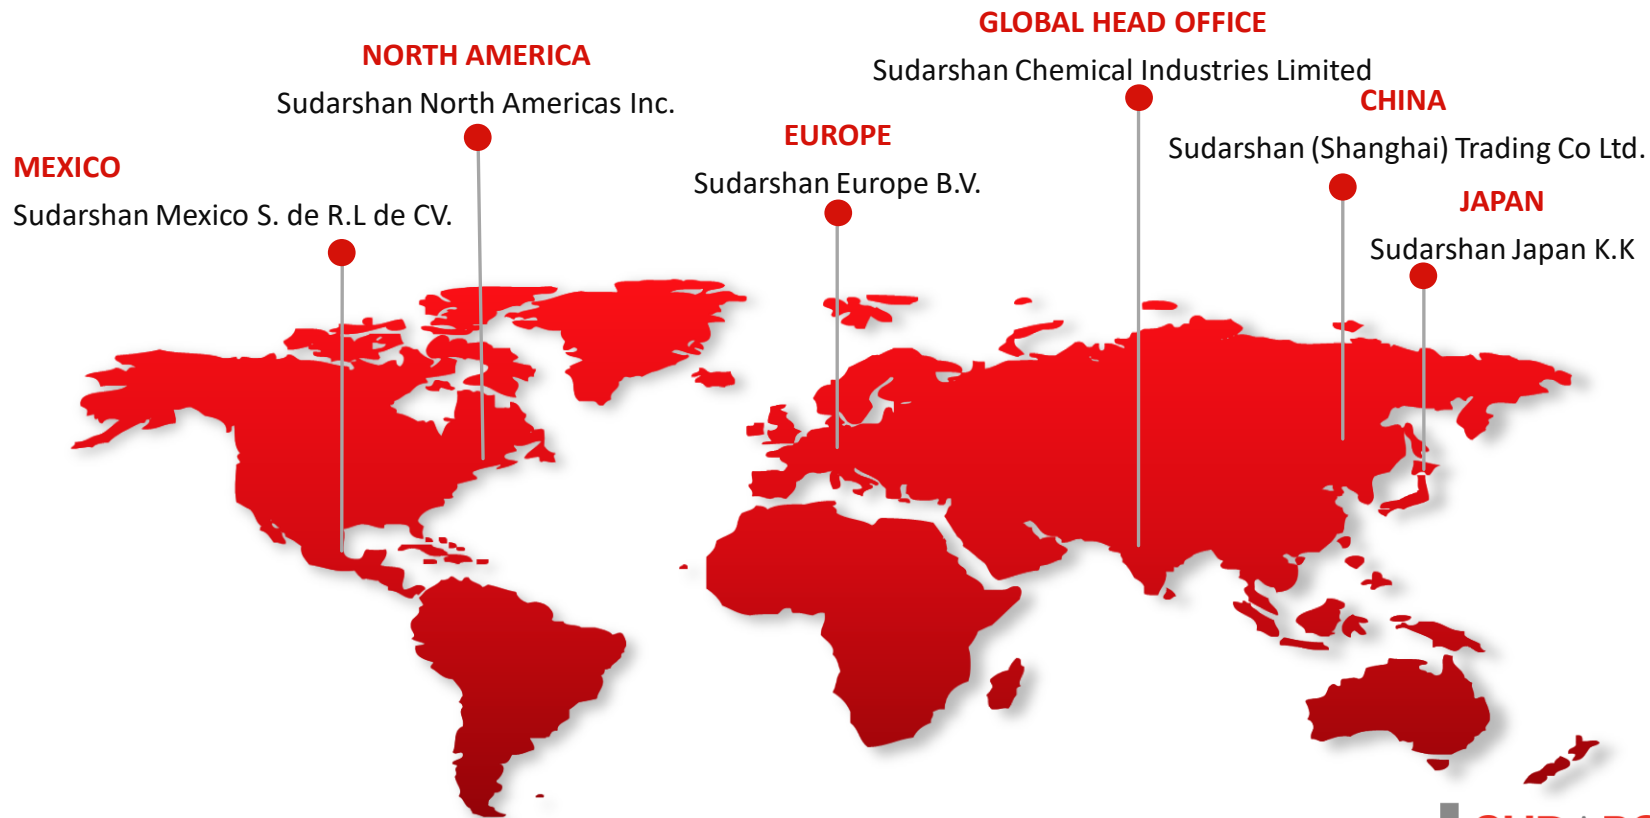 GLOBAL HEAD OFFICE
Sudarshan Chemical Industries Limited
NORTH AMERICA
Sudarshan North Americas Inc.
CHINA
Sudarshan (Shanghai) Trading Co Ltd.
EUROPE
Sudarshan Europe B.V.
MEXICO
Sudarshan Mexico S. de R.L de CV.
JAPAN
Sudarshan Japan K.K